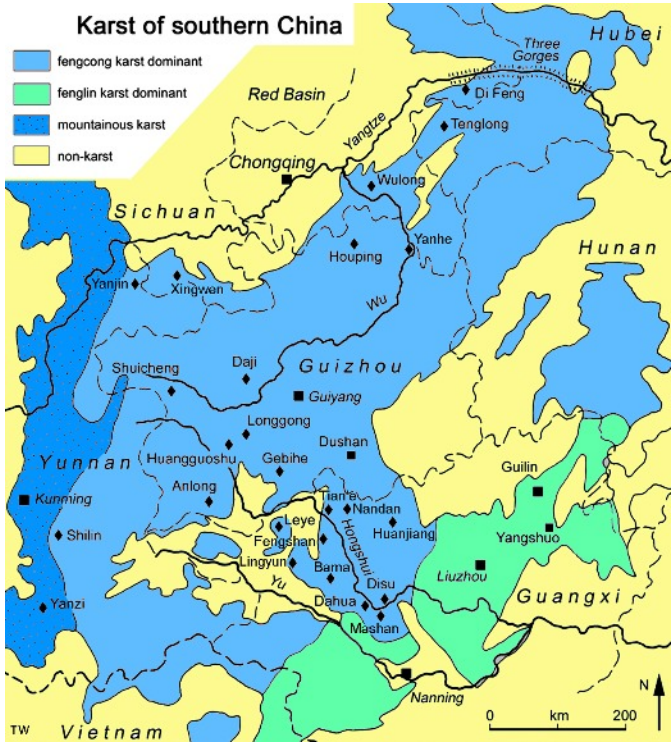 Karst of southern China
fengcong karst dominant
fenglin karst dominant
mountainous karst
non-karst
Hubei
Three
Gorges
Di Feng
Red Basin
Yangtze
Tenglong
Chongqing
Wulong
Sichuan
Yanhe
Houping
Hunan
Yanjin
Xingwen
Wu
Shuicheng
Daji
Guizhou
Guiyang
Longgong
Huangguoshu
Dushan
Yunnan
Gebihe
Guilin
Kunming
Anlong
Tian'e
Nandan
Leye
Huanjiang
Yangshuo
Shilin
Fengshan
Hongshui
Lingyun
Liuzhou
Bama
Yu
Disu
Guangxi
Yanzi
Dahua
Mashan
Nanning
N
TW
Vietnam
0 km 200